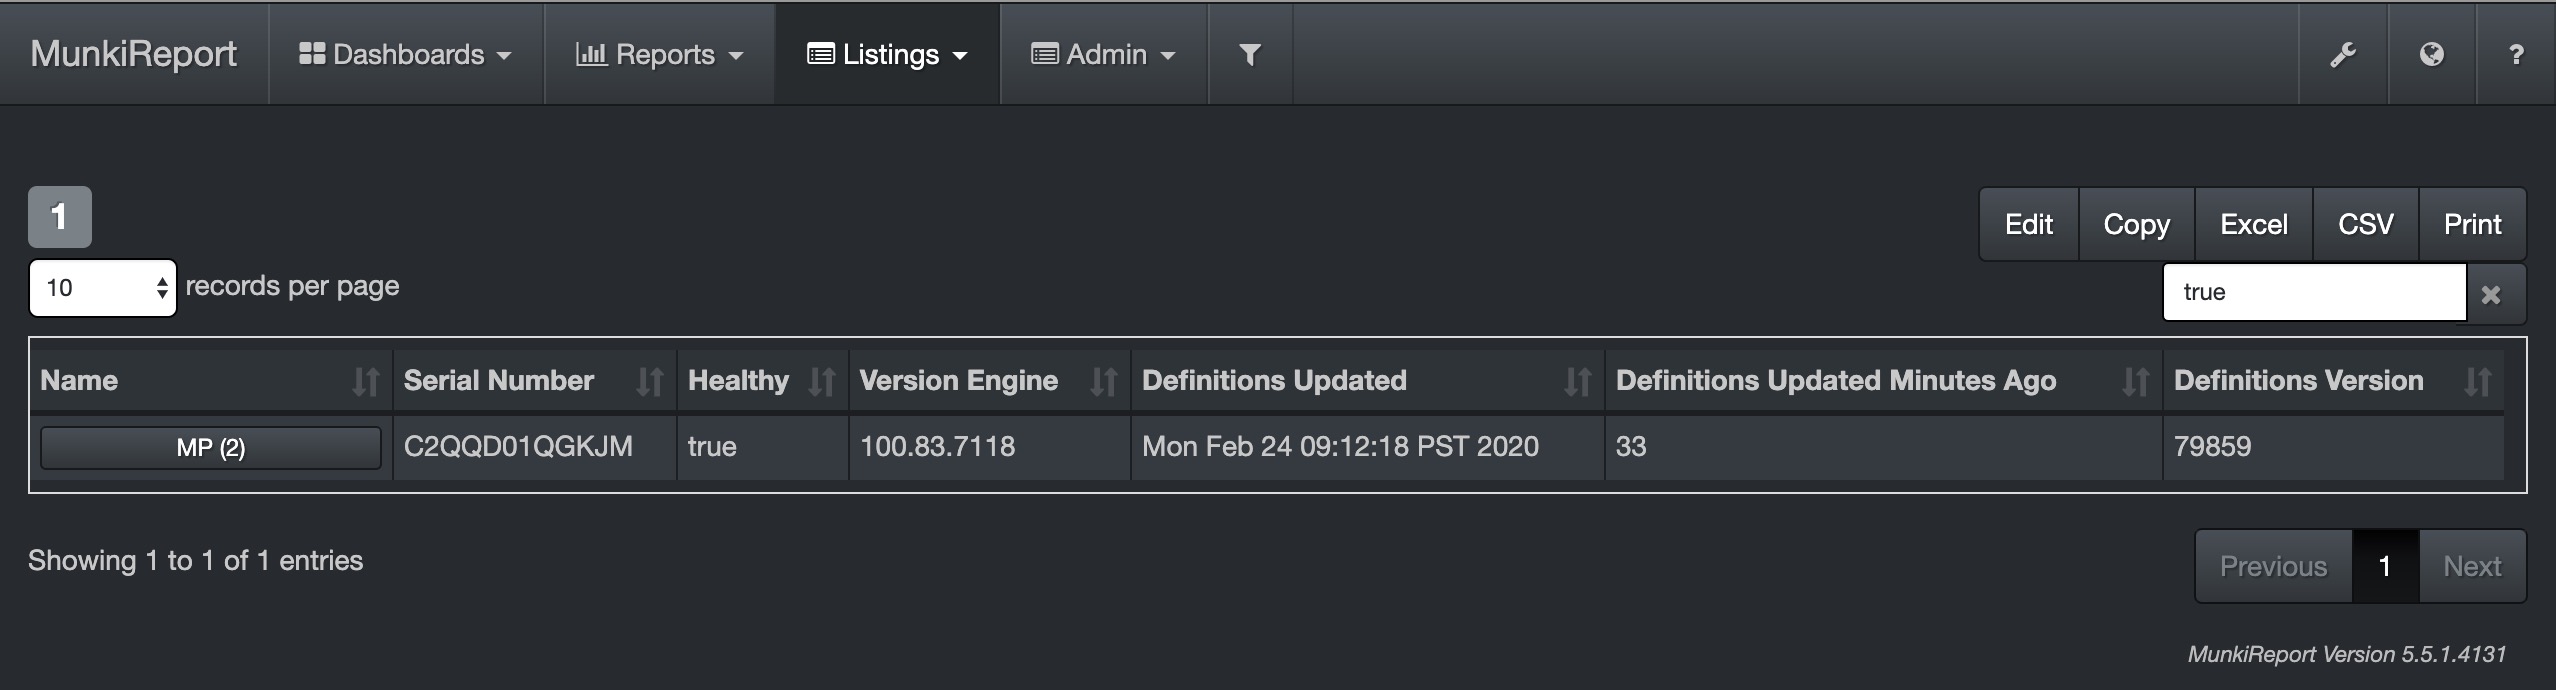 MunkiReport Dashboards Reports Listings Admin ?
1
Edit Copy Excel CSV Print
10 records per page
true
Name Serial Number Healthy Version Engine Definitions Updated Definitions Updated Minutes Ago Definitions Version
MP (2) C2QQD01QGKJM true 100.83.7118 Mon Feb 24 09:12:18 PST 2020 33 79859
Showing 1 to 1 of 1 entries
Previous 1 Next
MunkiReport Version 5.5.1.4131